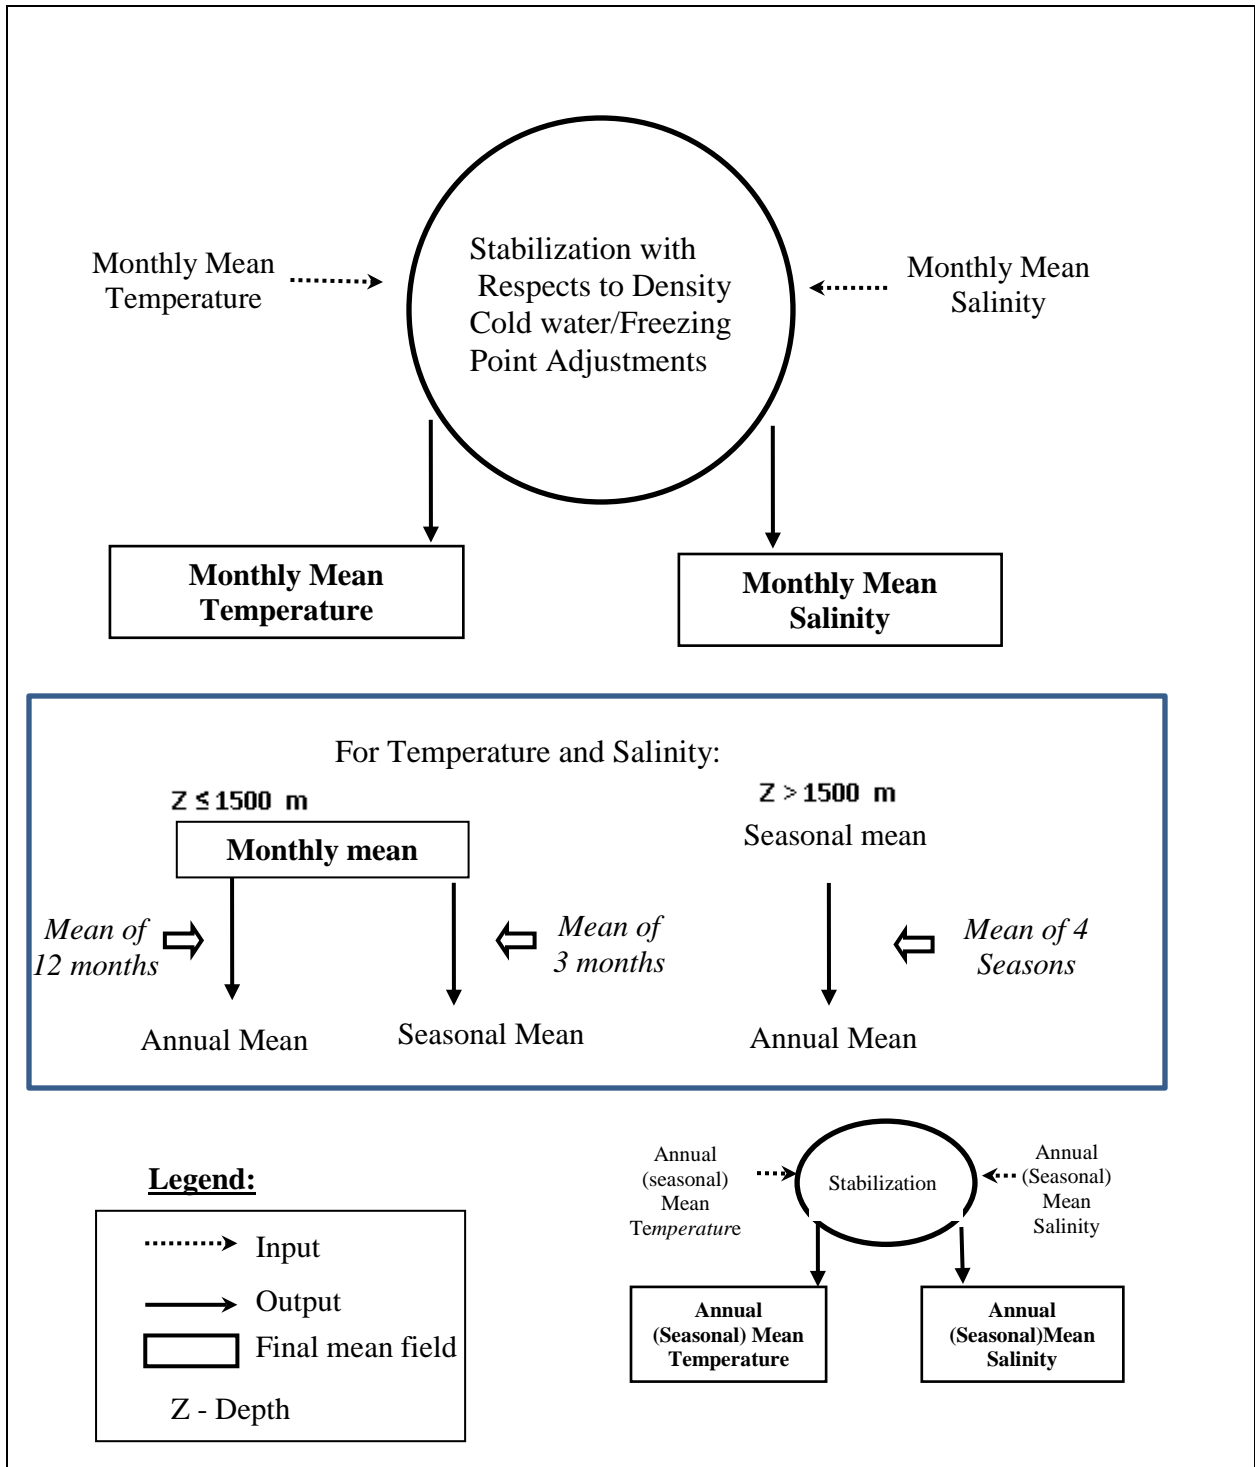 Monthly Mean
Temperature
Stabilization with
Respects to Density
Cold water/Freezing
Point Adjustments
Monthly Mean
Salinity
Monthly Mean
Temperature
Monthly Mean
Salinity
For Temperature and Salinity:
Z ≤ 1500 m
Monthly mean
Mean of
12 months
Mean of
3 months
Annual Mean
Seasonal Mean
Z > 1500 m
Seasonal mean
Mean of 4
Seasons
Annual Mean
Legend:
Input
Output
Final mean field
Z - Depth
Annual
(seasonal)
Mean
Temperature
Stabilization
Annual
(Seasonal)
Mean
Salinity
Annual
(Seasonal) Mean
Temperature
Annual
(Seasonal)Mean
Salinity